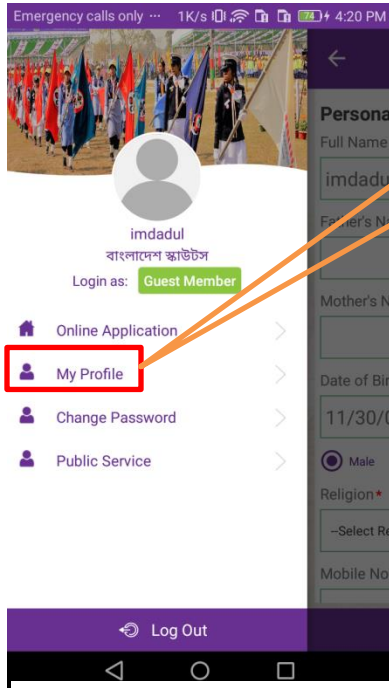 Emergency calls only ... 1K/s 74 4:20 PM
imdadul
বাংলাদেশ স্কাউটস
Login as: Guest Member
Online Application
My Profile
Change Password
Public Service
Log Out
Persona
Full Name
imdadu
Father's N
Mother's N
Date of Bir
11/30/0
Male
Religion*
--Select Re
Mobile No